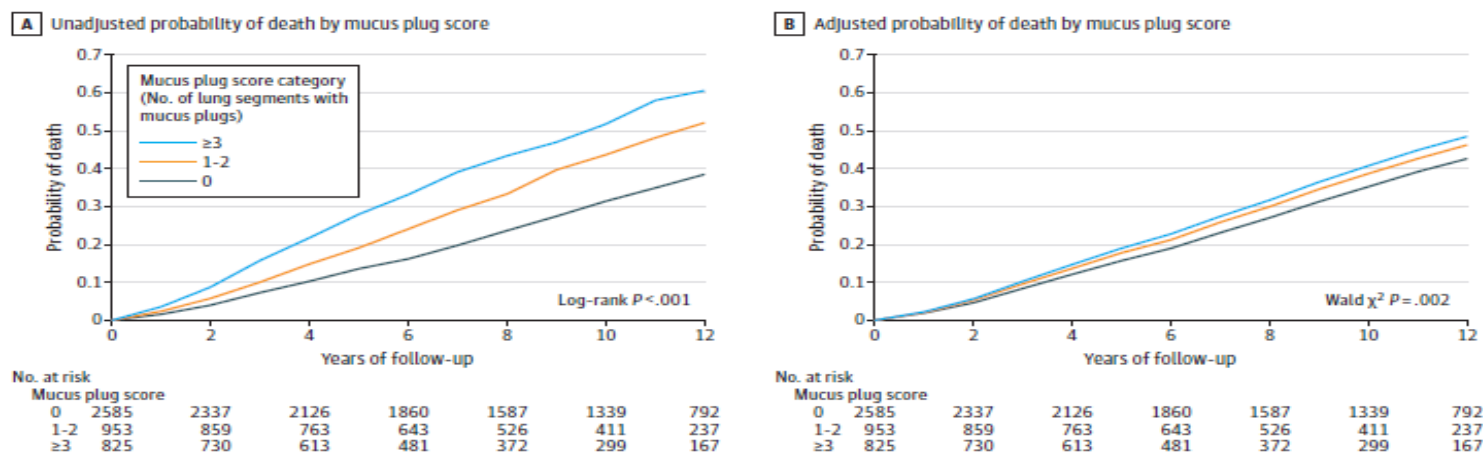 A Unadjusted probability of death by mucus plug score
0.7
0.6
0.5
0.4
0.3
0.2
0.1
0
Probability of death
Mucus plug score category
(No. of lung segments with
mucus plugs)
≥3
1-2
0
Log-rank P<.001
0 2 4 6 8 10 12
Years of follow-up
No. at risk
Mucus plug score
0 2585 2337 2126 1860 1587 1339 792
1-2 953 859 763 643 526 411 237
≥3 825 730 613 481 372 299 167
B Adjusted probability of death by mucus plug score
0.7
0.6
0.5
0.4
0.3
0.2
0.1
0
Probability of death
Wald χ² P=.002
0 2 4 6 8 10 12
Years of follow-up
No. at risk
Mucus plug score
0 2585 2337 2126 1860 1587 1339 792
1-2 953 859 763 643 526 411 237
≥3 825 730 613 481 372 299 167